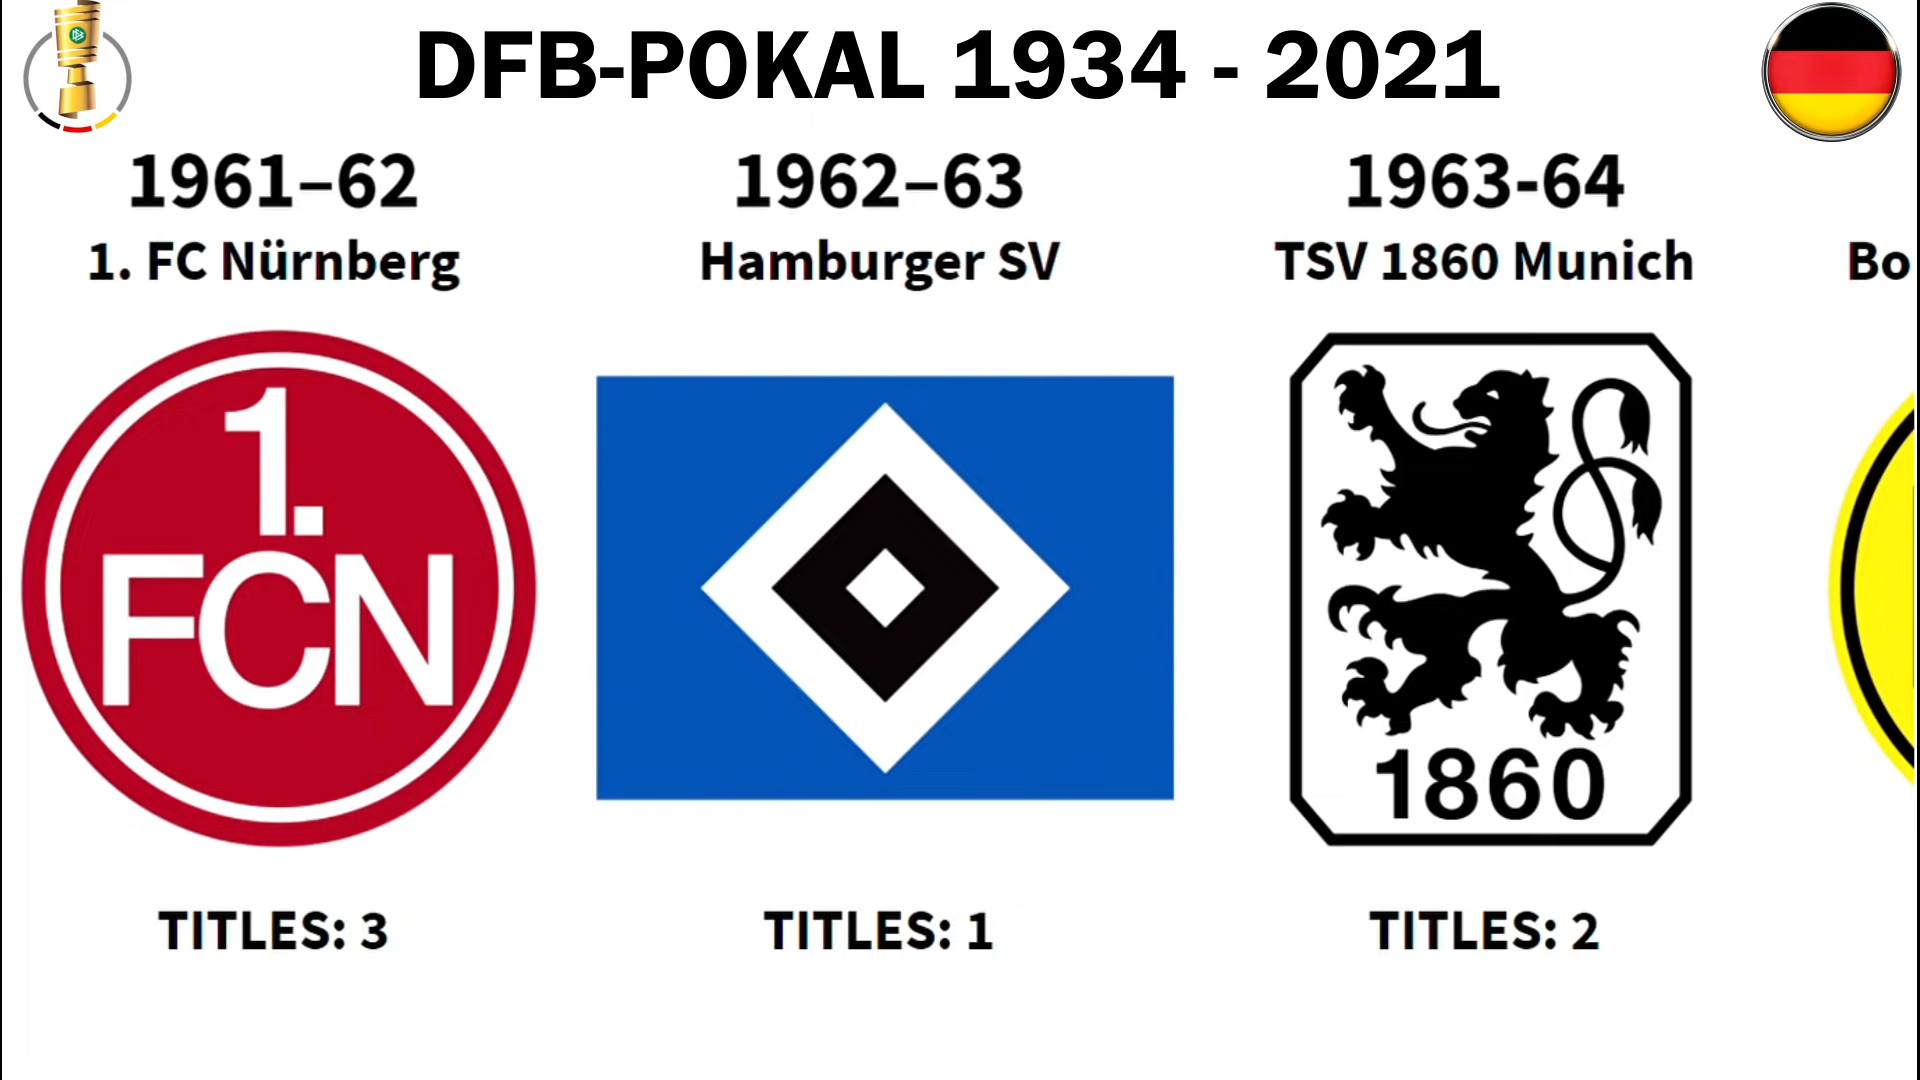 DFB-POKAL 1934 - 2021
1961–62
1. FC Nürnberg
1.
FCN
TITLES: 3
1962–63
Hamburger SV
TITLES: 1
1963-64
TSV 1860 Munich
1860
TITLES: 2
Bo